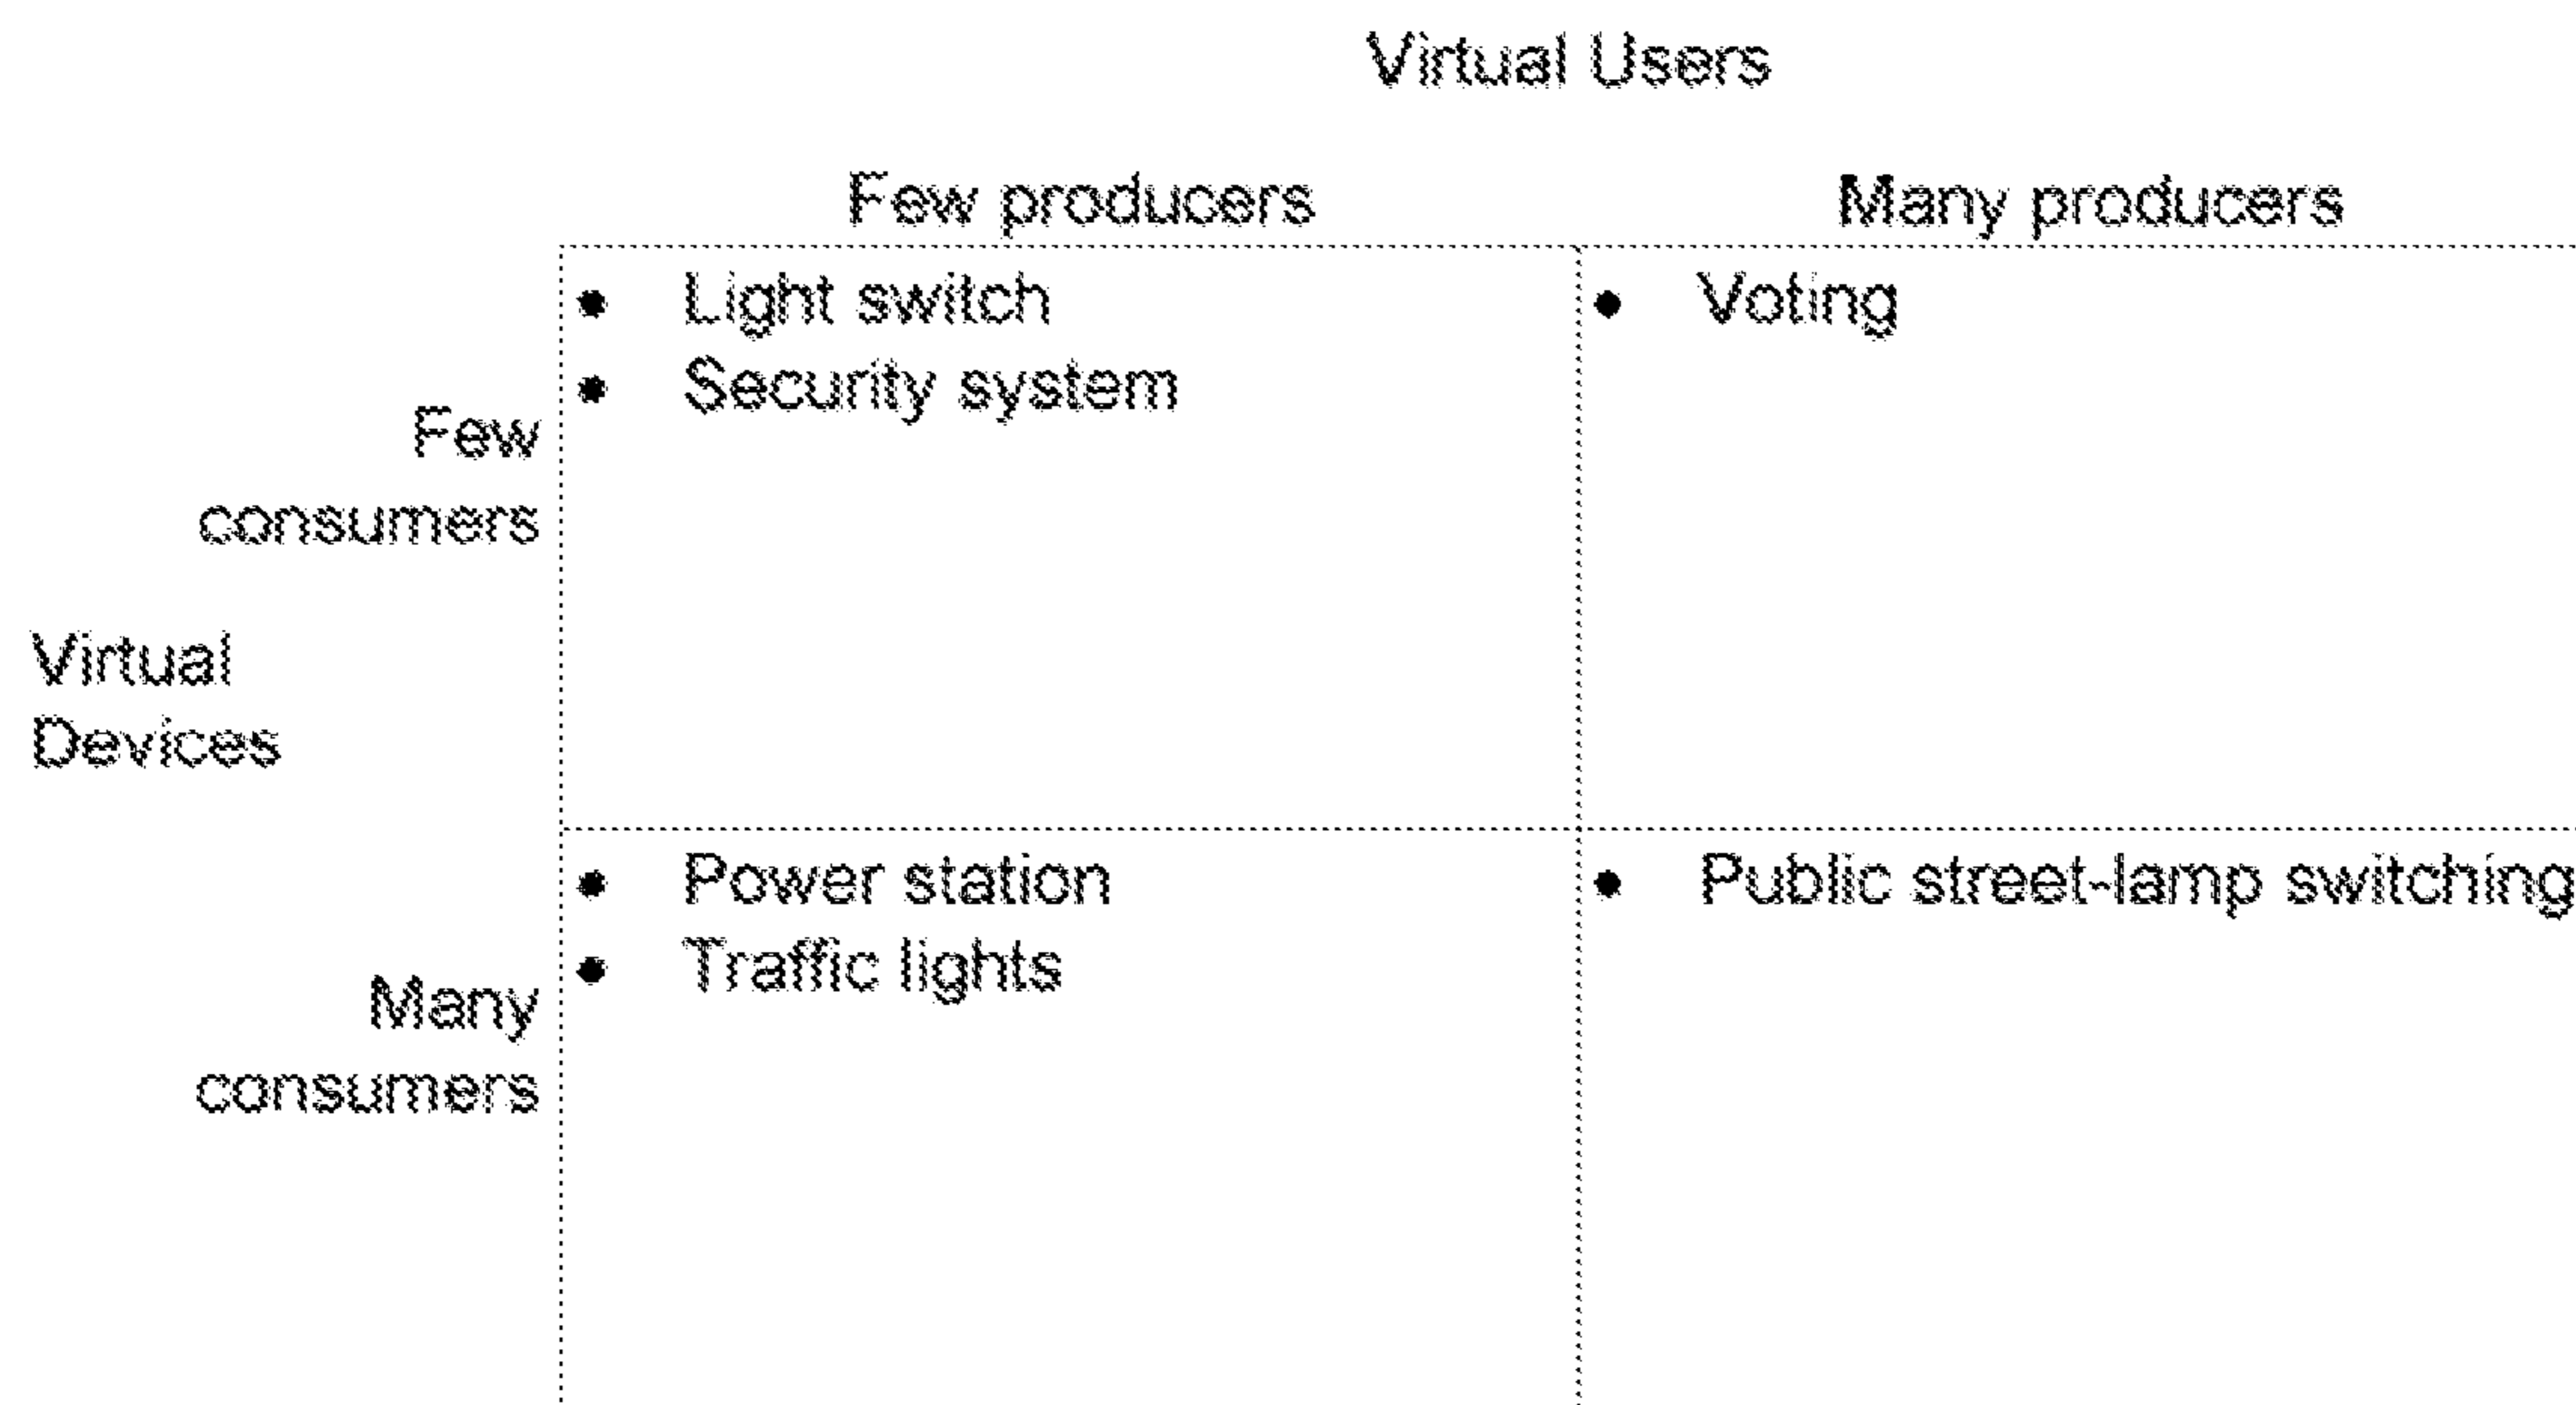 Virtual Users
Few producers Many producers
• Light switch • Voting
• Security system
Few
consumers
Virtual
Devices
• Power station • Public street-lamp switching
• Traffic lights
Many
consumers